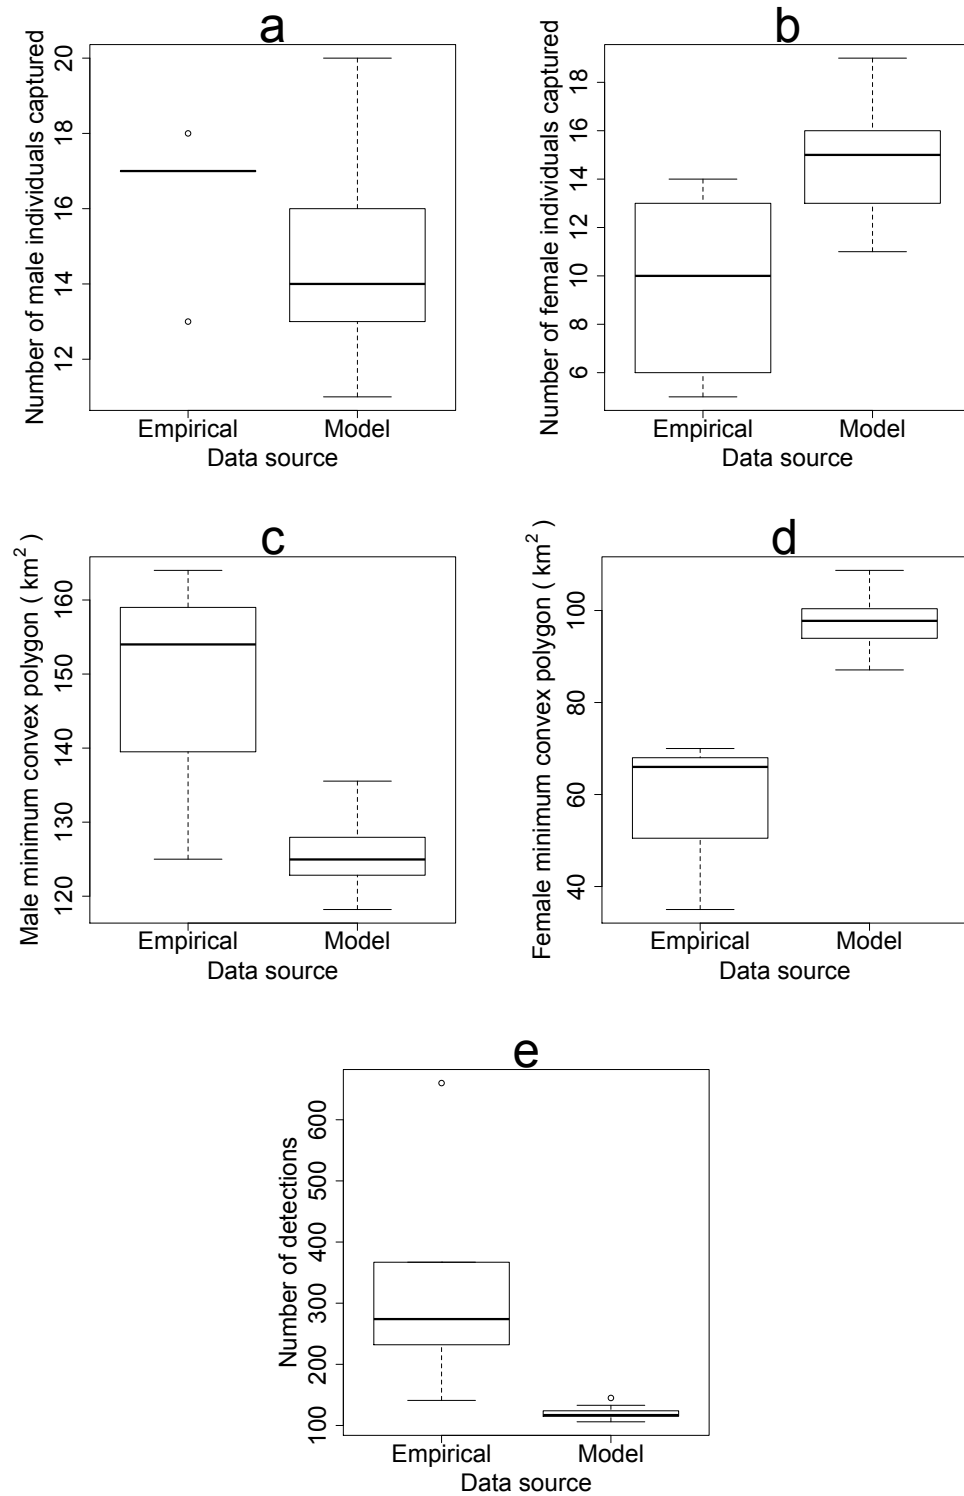 a
Number of male individuals captured
20
18
16
14
12
Empirical
Model
Data source
b
Number of female individuals captured
18
16
14
12
10
8
6
Empirical
Model
Data source
c
Male minimum convex polygon ( km² )
160
150
140
130
120
Empirical
Model
Data source
d
Female minimum convex polygon ( km² )
100
80
60
40
Empirical
Model
Data source
e
Number of detections
600
500
400
300
200
100
Empirical
Model
Data source